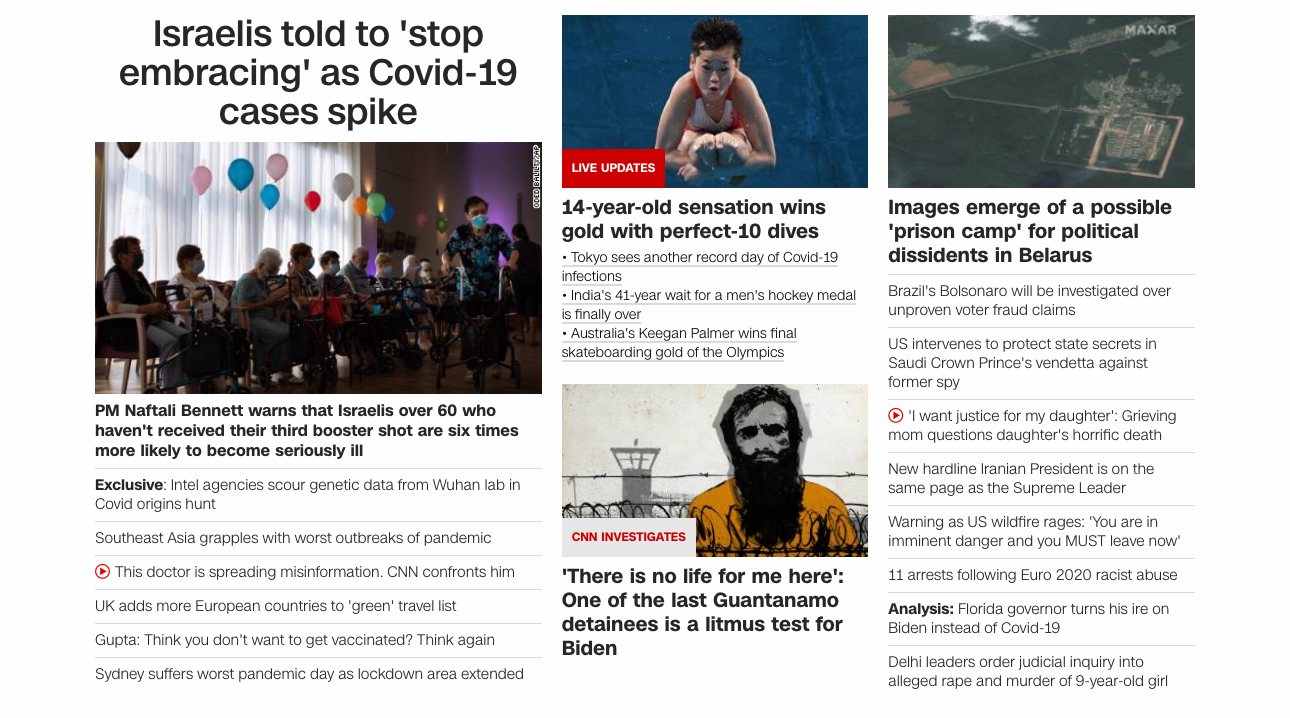 Israelis told to 'stop
embracing' as Covid-19
cases spike
ODED BALILTY/AP
PM Naftali Bennett warns that Israelis over 60 who
haven't received their third booster shot are six times
more likely to become seriously ill
Exclusive: Intel agencies scour genetic data from Wuhan lab in
Covid origins hunt
Southeast Asia grapples with worst outbreaks of pandemic
This doctor is spreading misinformation. CNN confronts him
UK adds more European countries to 'green' travel list
Gupta: Think you don't want to get vaccinated? Think again
Sydney suffers worst pandemic day as lockdown area extended
LIVE UPDATES
14-year-old sensation wins
gold with perfect-10 dives
• Tokyo sees another record day of Covid-19
infections
• India's 41-year wait for a men's hockey medal
is finally over
• Australia's Keegan Palmer wins final
skateboarding gold of the Olympics
CNN INVESTIGATES
'There is no life for me here':
One of the last Guantanamo
detainees is a litmus test for
Biden
MAXAR
Images emerge of a possible
'prison camp' for political
dissidents in Belarus
Brazil's Bolsonaro will be investigated over
unproven voter fraud claims
US intervenes to protect state secrets in
Saudi Crown Prince's vendetta against
former spy
'I want justice for my daughter': Grieving
mom questions daughter's horrific death
New hardline Iranian President is on the
same page as the Supreme Leader
Warning as US wildfire rages: 'You are in
imminent danger and you MUST leave now'
11 arrests following Euro 2020 racist abuse
Analysis: Florida governor turns his ire on
Biden instead of Covid-19
Delhi leaders order judicial inquiry into
alleged rape and murder of 9-year-old girl